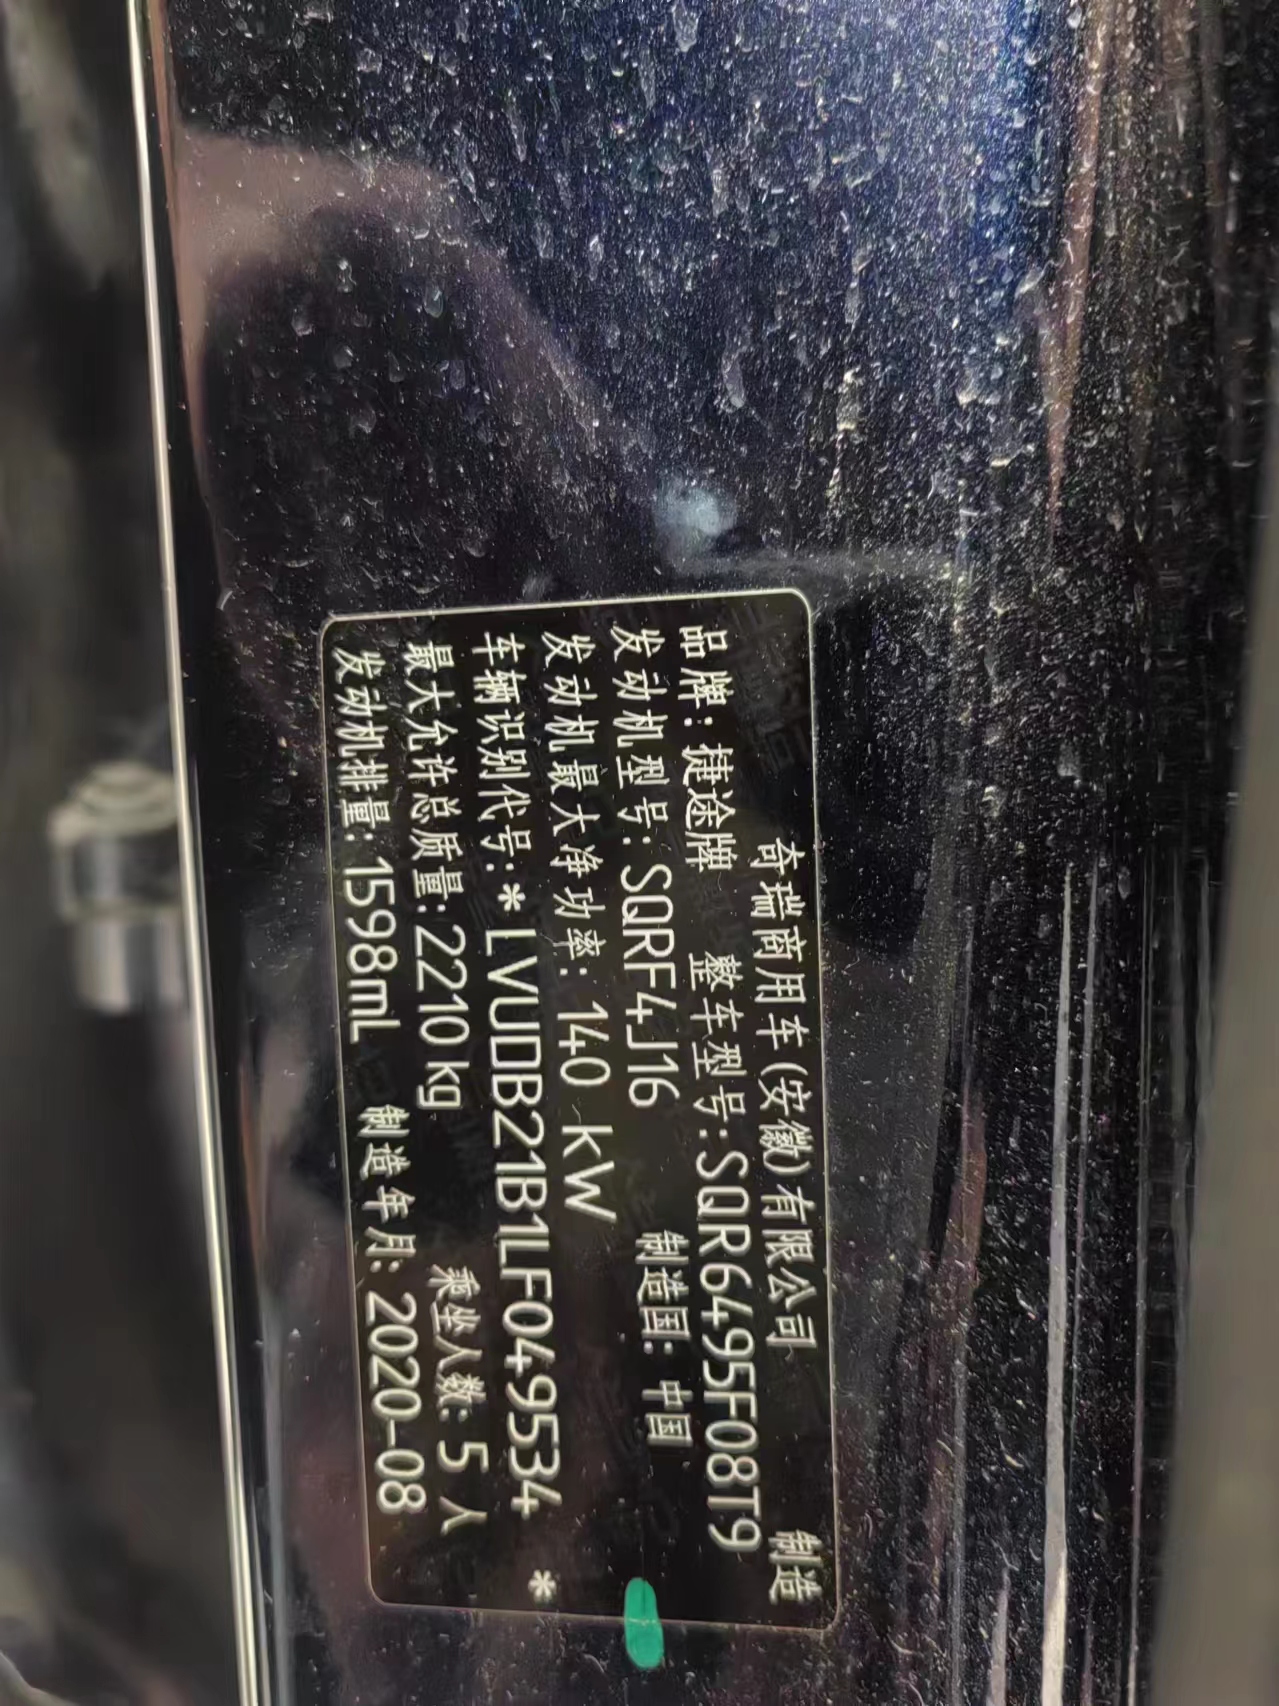 奇瑞商用车(安徽)有限公司 制造
品牌:捷途牌 整车型号:SQR6495F08T9
发动机型号:SQRF4J16 制造国:中国
发动机最大净功率:140 kW
车辆识别代号:*LVUDB21B1LF049534*
最大允许总质量:2210kg 乘坐人数:5人
发动机排量:1598mL 制造年月:2020-08